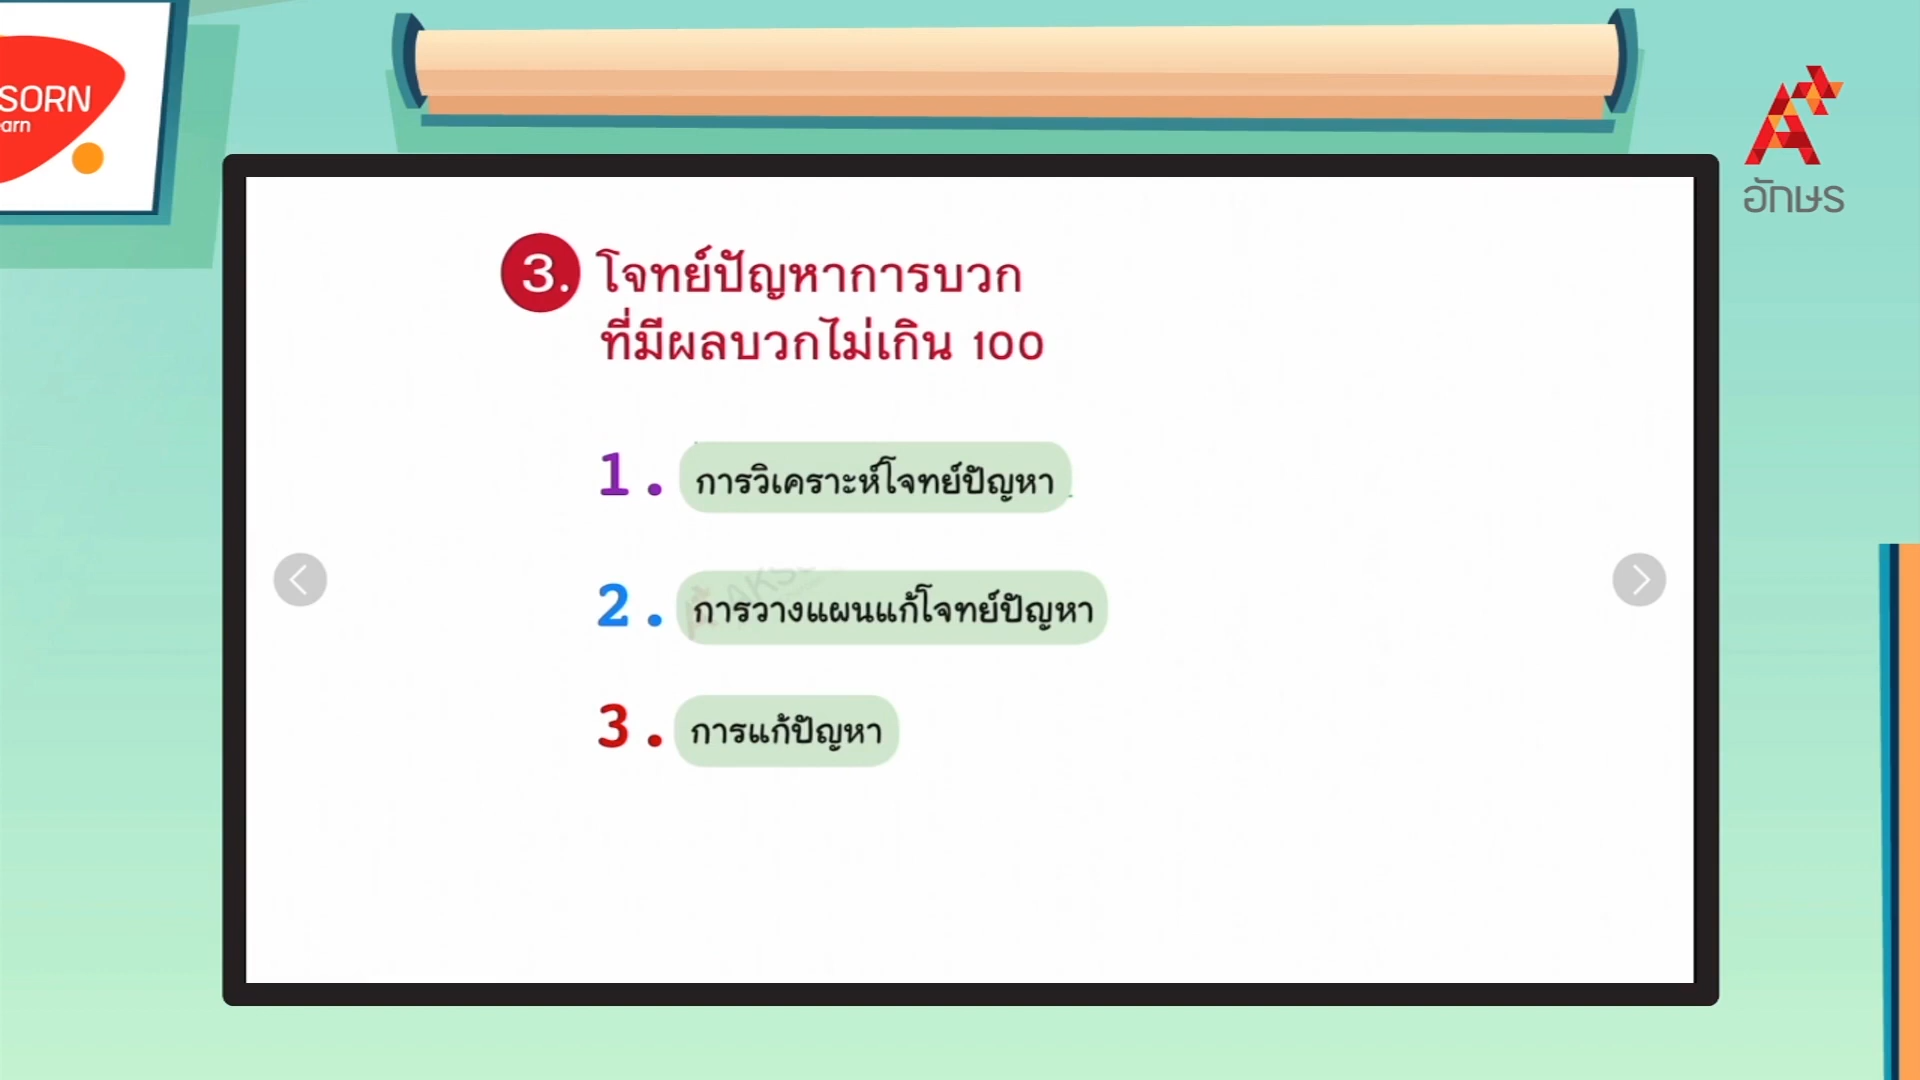 SORN
arn
อักษร
3. โจทย์ปัญหาการบวก
ที่มีผลบวกไม่เกิน 100
1. การวิเคราะห์โจทย์ปัญหา
2. การวางแผนแก้โจทย์ปัญหา
3. การแก้ปัญหา